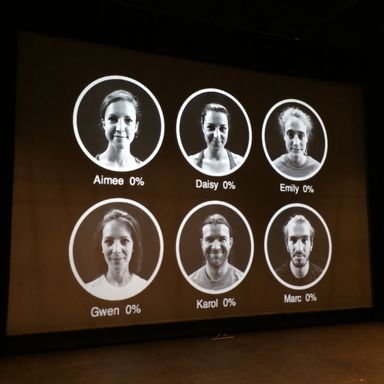 Aimee 0%
Daisy 0%
Emily 0%
Gwen 0%
Karol 0%
Marc 0%